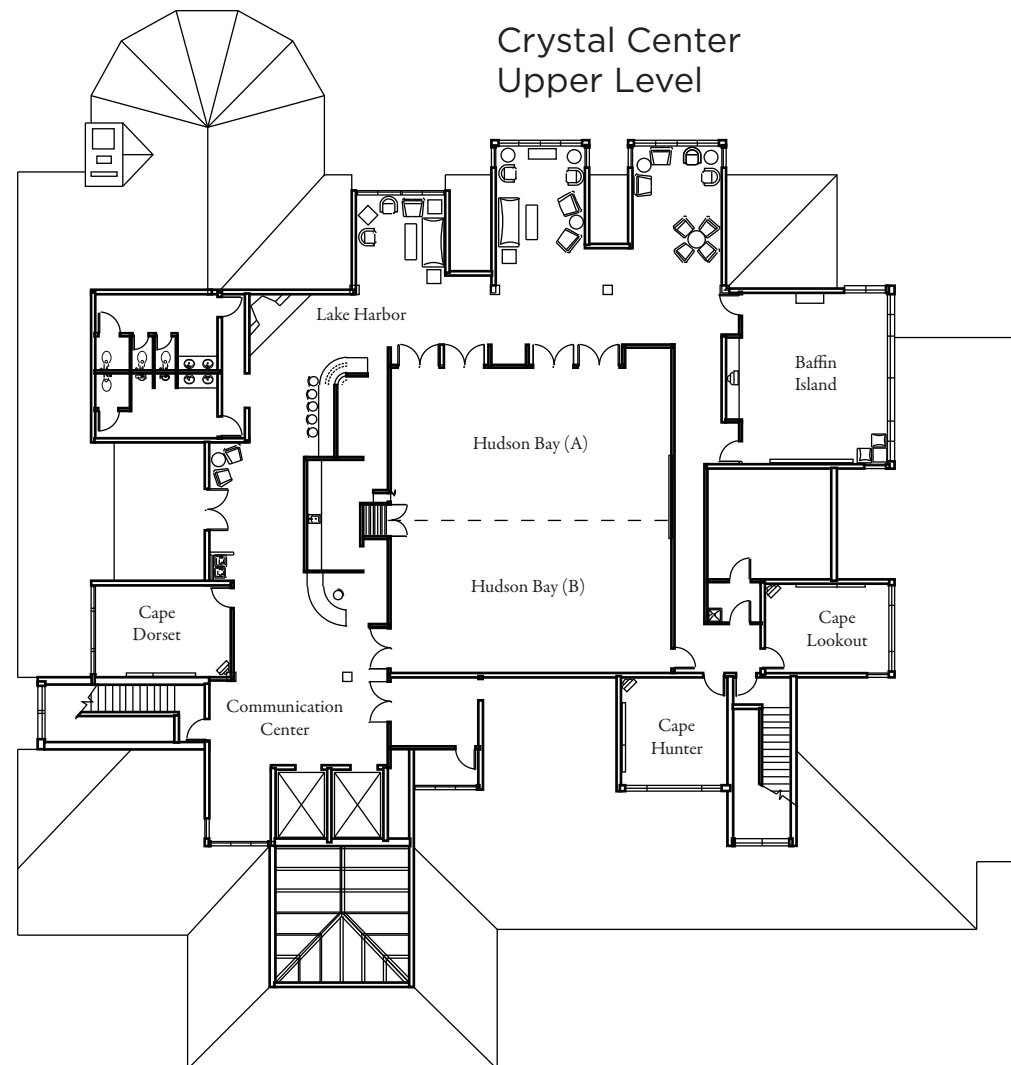 Crystal Center
Upper Level
Lake Harbor
Baffin
Island
Hudson Bay (A)
Hudson Bay (B)
Cape
Dorset
Cape
Lookout
Communication
Center
Cape
Hunter